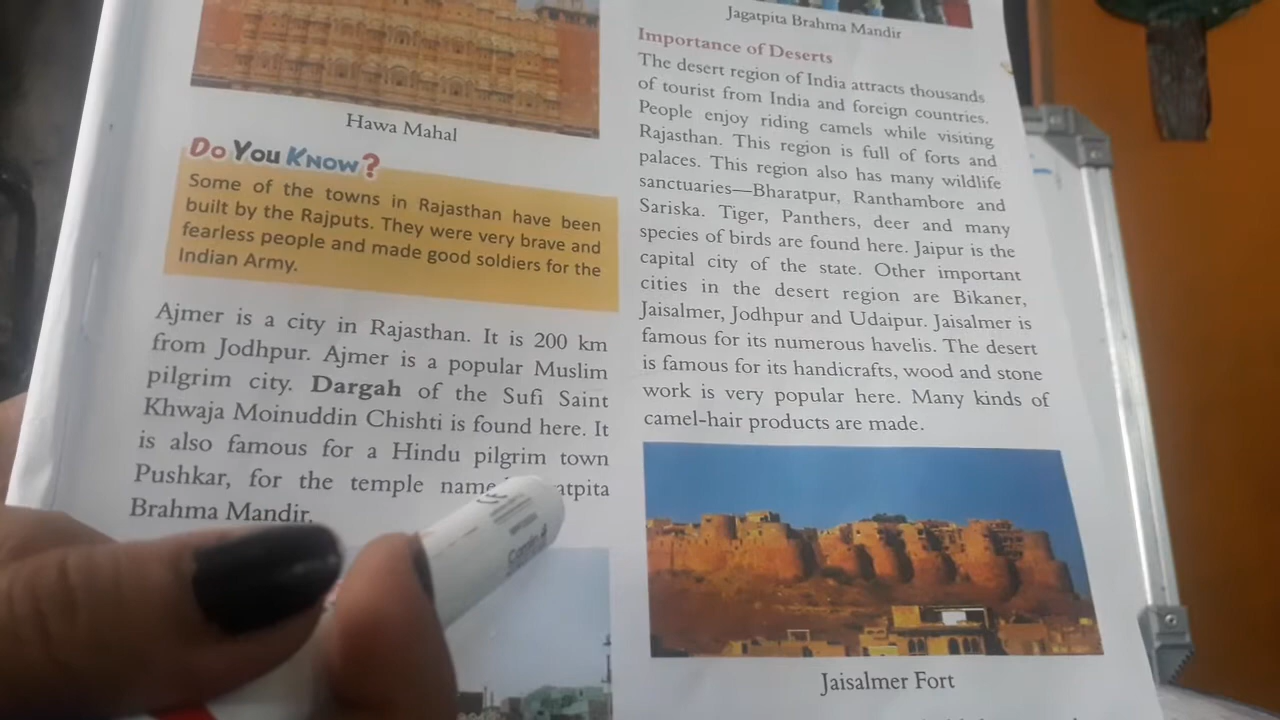 Hawa Mahal
Do You Know?
Some of the towns in Rajasthan have been
built by the Rajputs. They were very brave and
fearless people and made good soldiers for the
Indian Army.
Ajmer is a city in Rajasthan. It is 200 km
from Jodhpur. Ajmer is a popular Muslim
pilgrim city. Dargah of the Sufi Saint
Khwaja Moinuddin Chishti is found here. It
is also famous for a Hindu pilgrim town
Pushkar, for the temple name atpita
Brahma Mandir.
Jagatpita Brahma Mandir
Importance of Deserts
The desert region of India attracts thousands
of tourist from India and foreign countries.
People enjoy riding camels while visiting
Rajasthan. This region is full of forts and
palaces. This region also has many wildlife
sanctuaries—Bharatpur, Ranthambore and
Sariska. Tiger, Panthers, deer and many
species of birds are found here. Jaipur is the
capital city of the state. Other important
cities in the desert region are Bikaner,
Jaisalmer, Jodhpur and Udaipur. Jaisalmer is
famous for its numerous havelis. The desert
is famous for its handicrafts, wood and stone
work is very popular here. Many kinds of
camel-hair products are made.
Jaisalmer Fort